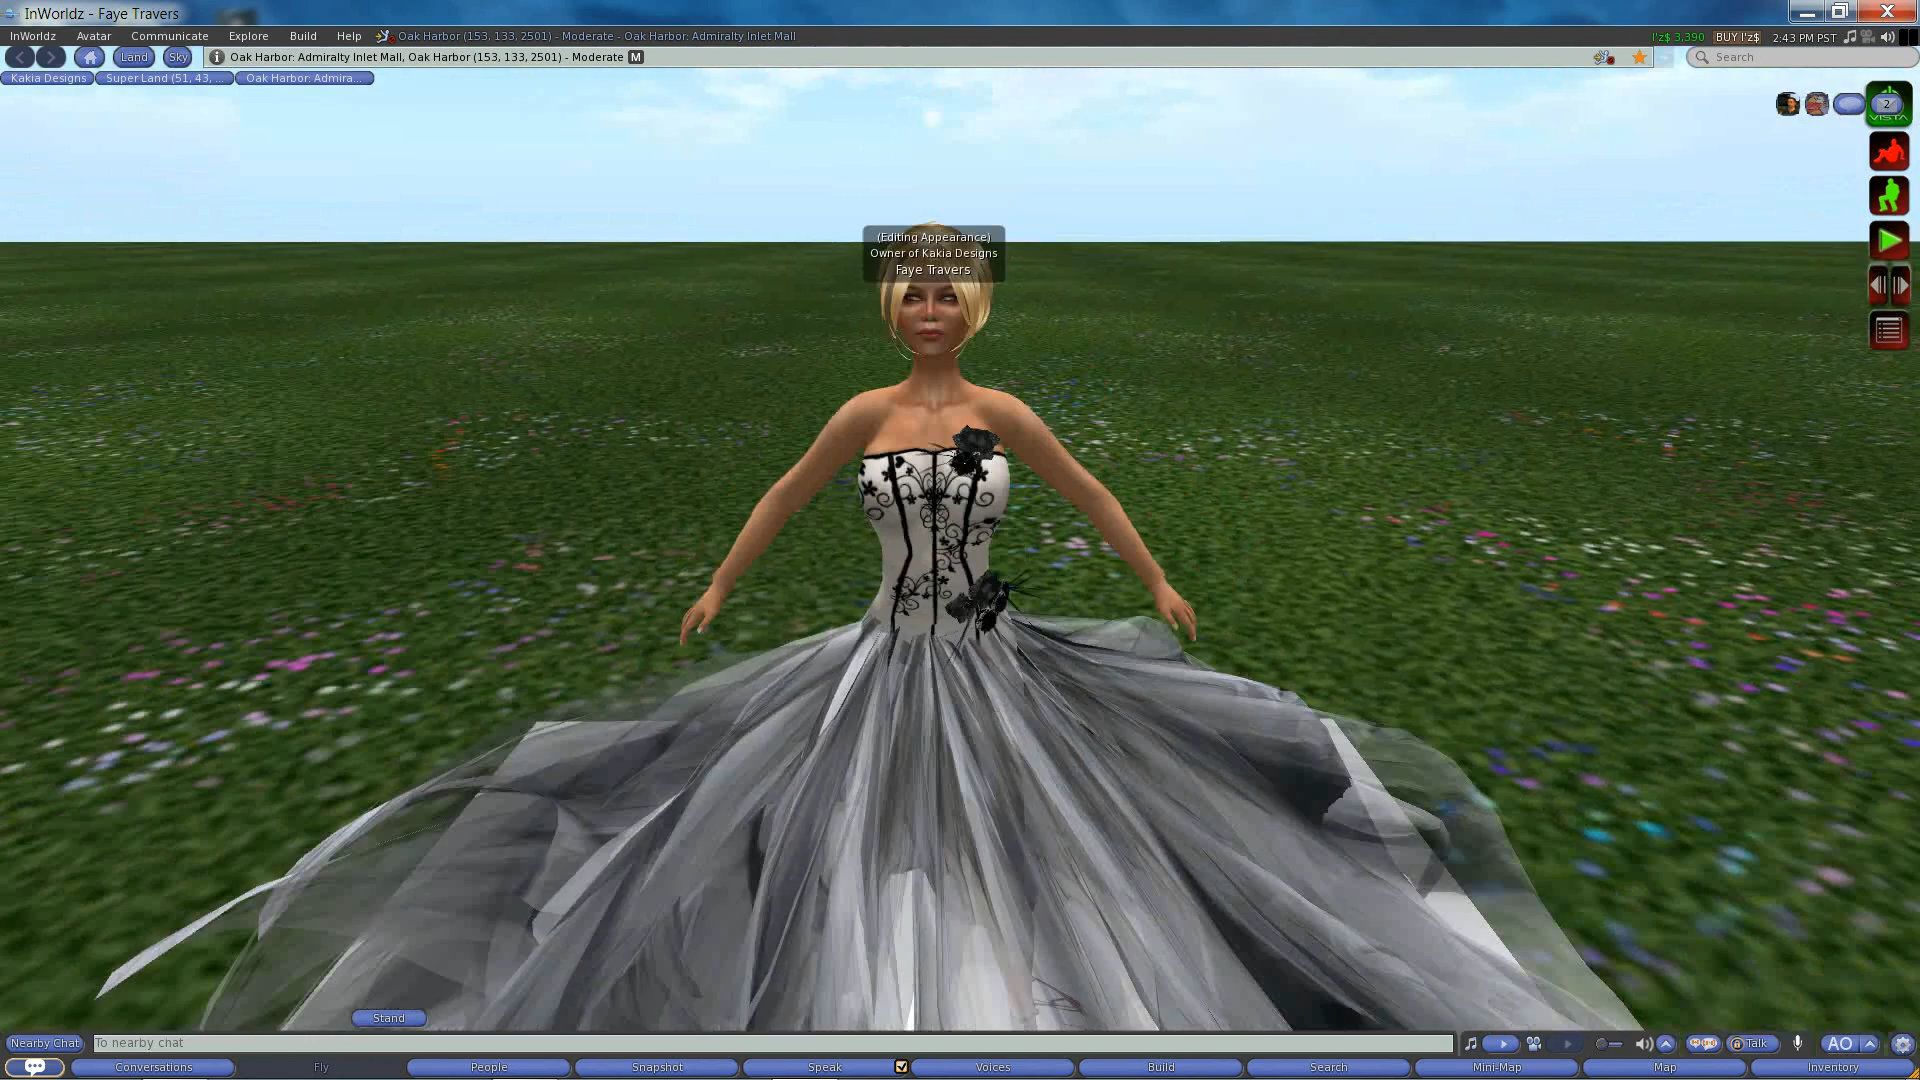 InWorldz - Faye Travers
InWorldz Avatar Communicate Explore Build Help Oak Harbor (153, 133, 2501) - Moderate - Oak Harbor: Admiralty Inlet Mall I'z$ 3,390 BUY I'z$ 2:43 PM PST
Land Sky Oak Harbor: Admiralty Inlet Mall, Oak Harbor (153, 133, 2501) - Moderate M Search
Kakia Designs Super Land (51, 43, ... Oak Harbor: Admira...
2
VISTA
(Editing Appearance)
Owner of Kakia Designs
Faye Travers
Stand
Nearby Chat To nearby chat Talk AO
Conversations Fly People Snapshot Speak Voices Build Search Mini-Map Map Inventory